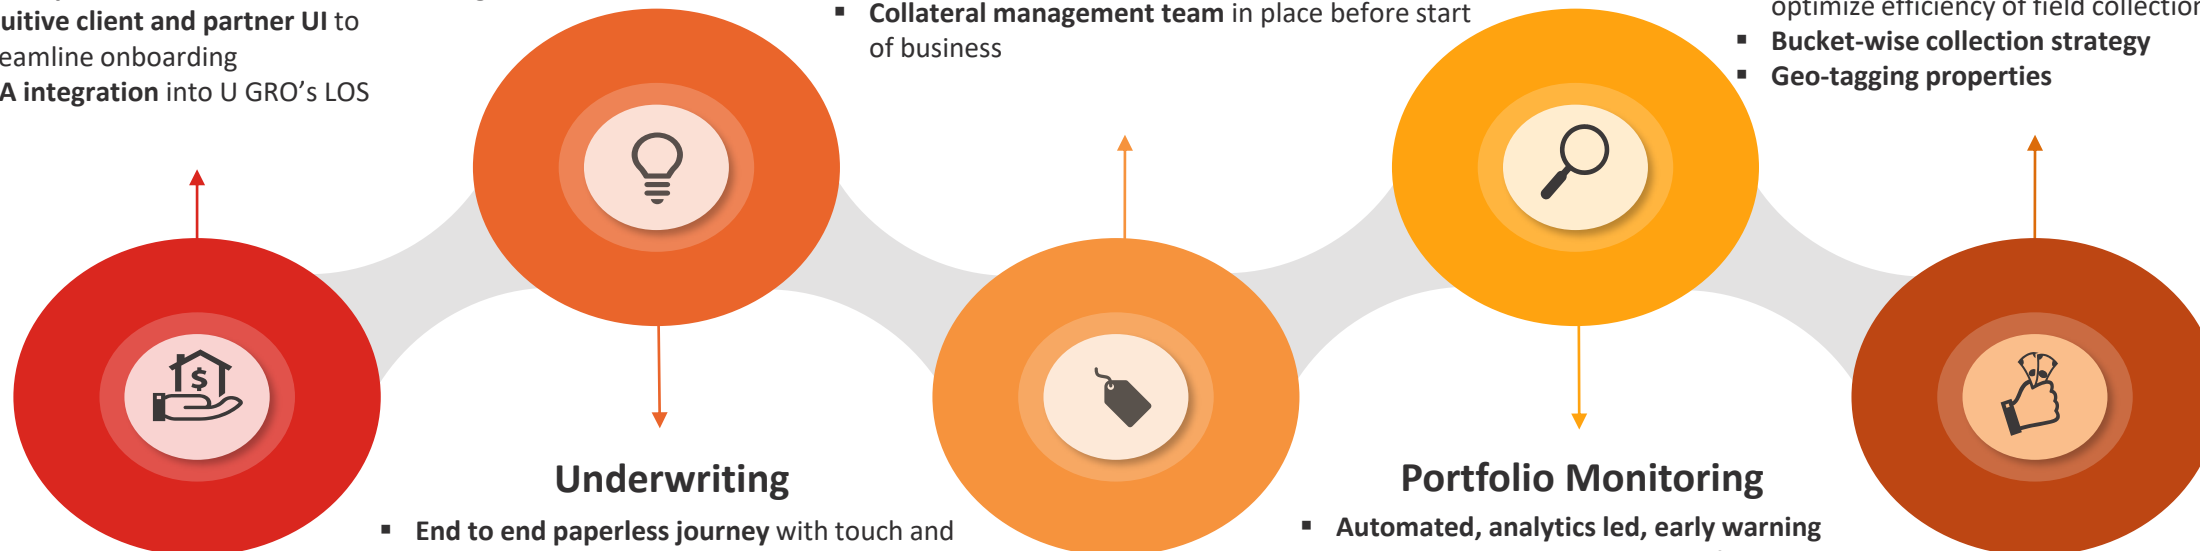 uitive client and partner UI to
eamline onboarding
A integration into U GRO's LOS
▪ Collateral management team in place before start
of business
optimize efficiency of field collection
▪ Bucket-wise collection strategy
▪ Geo-tagging properties
$
Underwriting
▪ End to end paperless journey with touch and
Portfolio Monitoring
▪ Automated, analytics led, early warning